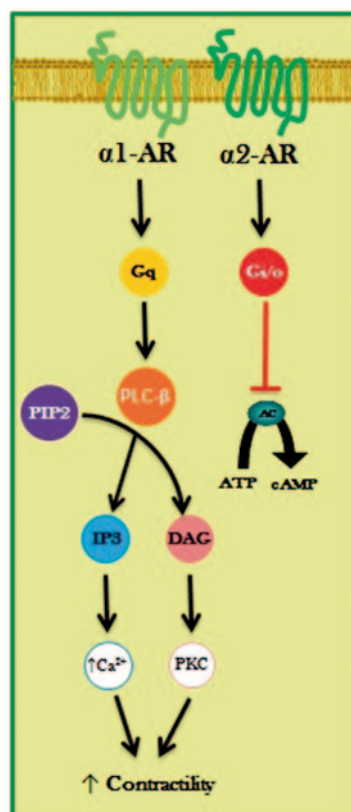 α1-AR α2-AR
Gq Gi/o
PLC-β
PIP2
AC
ATP cAMP
IP3 DAG
↑Ca²⁺ PKC
↑ Contractility